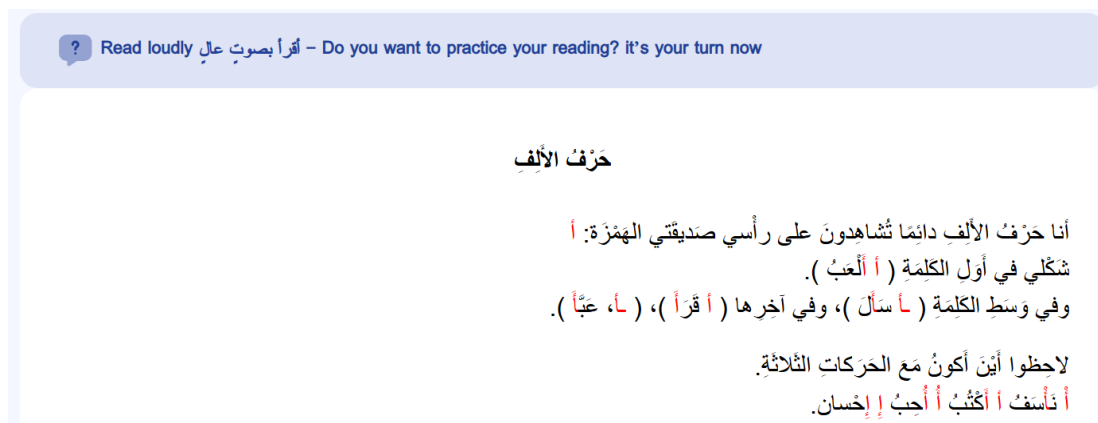 ? Read loudly أقرأ بصوتٍ عالٍ – Do you want to practice your reading? it's your turn now
حَرْفُ الأَلِفِ
أنا حَرْفُ الأَلِفِ دائِمًا تُشاهِدونَ على رأْسي صَديقَتي الهَمْزَة: أ
شَكْلي في أَوَلِ الكَلِمَةِ ( أ أَلْعَبُ ).
وفي وَسَطِ الكَلِمَةِ ( ـأ سَأَلَ )، وفي آخِرِها ( أ قَرَأَ )، ( ـأ، عَبَّأَ ).
لاحِظوا أَيْنَ أَكونُ مَعَ الحَرَكاتِ الثَلاثَةِ.
أْ نَأْسَفُ أ أَكْتُبُ أُ أُحِبُ إِ إِحْسان.